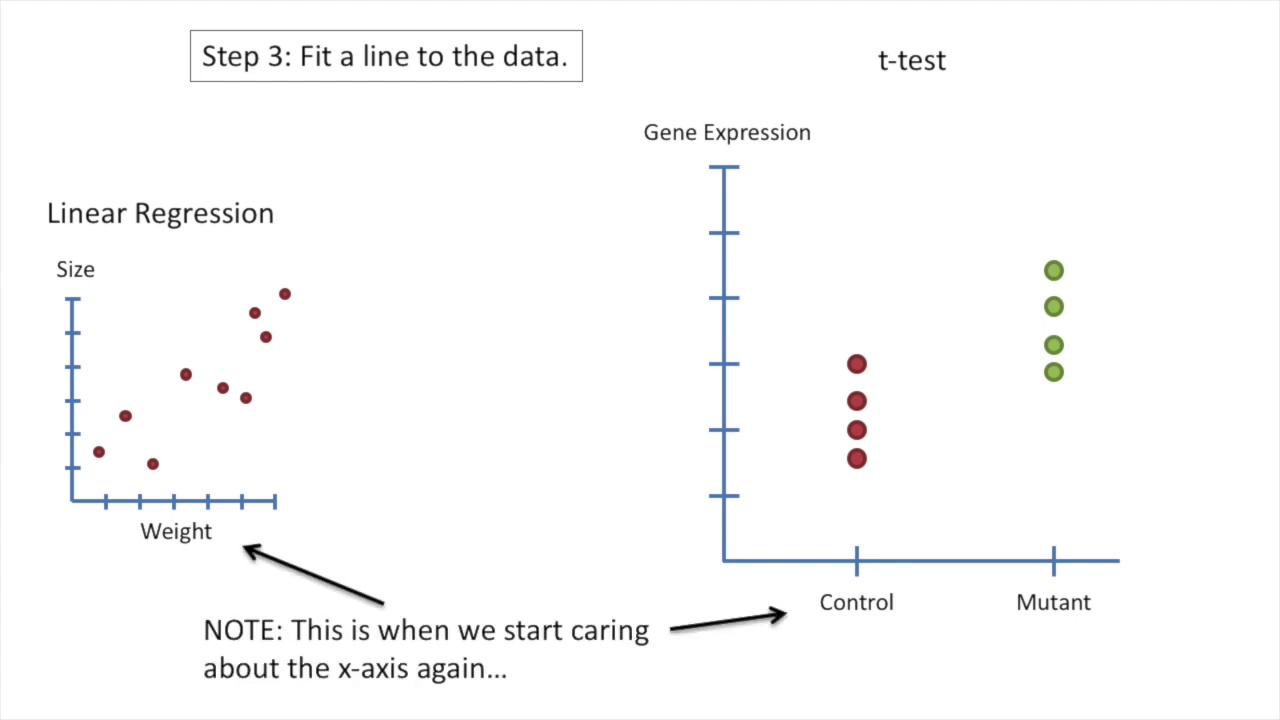 Step 3: Fit a line to the data.
t-test
Gene Expression
Linear Regression
Size
Weight
Control
Mutant
NOTE: This is when we start caring
about the x-axis again...